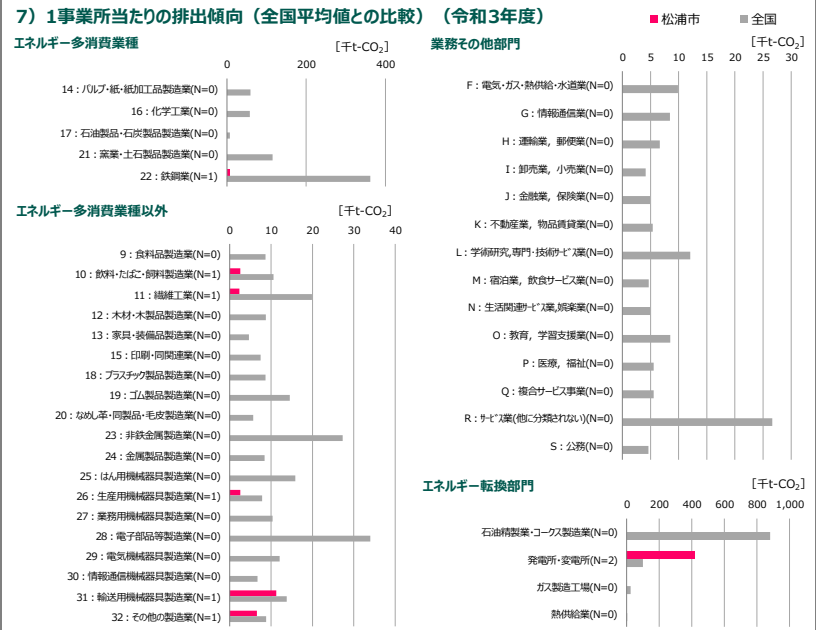 7）1事業所当たりの排出傾向（全国平均値との比較）（令和3年度）
■松浦市 ■全国
エネルギー多消費業種
［千t-CO₂］
0 200 400
14：パルプ・紙・紙加工品製造業(N=0)
16：化学工業(N=0)
17：石油製品・石炭製品製造業(N=0)
21：窯業・土石製品製造業(N=0)
22：鉄鋼業(N=1)
エネルギー多消費業種以外
［千t-CO₂］
0 10 20 30 40
9：食料品製造業(N=0)
10：飲料・たばこ・飼料製造業(N=1)
11：繊維工業(N=1)
12：木材・木製品製造業(N=0)
13：家具・装備品製造業(N=0)
15：印刷・同関連業(N=0)
18：プラスチック製品製造業(N=0)
19：ゴム製品製造業(N=0)
20：なめし革・同製品・毛皮製造業(N=0)
23：非鉄金属製造業(N=0)
24：金属製品製造業(N=0)
25：はん用機械器具製造業(N=0)
26：生産用機械器具製造業(N=1)
27：業務用機械器具製造業(N=0)
28：電子部品等製造業(N=0)
29：電気機械器具製造業(N=0)
30：情報通信機械器具製造業(N=0)
31：輸送用機械器具製造業(N=1)
32：その他の製造業(N=1)
業務その他部門
［千t-CO₂］
0 5 10 15 20 25 30
F：電気・ガス・熱供給・水道業(N=0)
G：情報通信業(N=0)
H：運輸業，郵便業(N=0)
I：卸売業，小売業(N=0)
J：金融業，保険業(N=0)
K：不動産業，物品賃貸業(N=0)
L：学術研究,専門・技術ｻｰﾋﾞｽ業(N=0)
M：宿泊業，飲食サービス業(N=0)
N：生活関連ｻｰﾋﾞｽ業,娯楽業(N=0)
O：教育，学習支援業(N=0)
P：医療，福祉(N=0)
Q：複合サービス事業(N=0)
R：ｻｰﾋﾞｽ業(他に分類されない)(N=0)
S：公務(N=0)
エネルギー転換部門
［千t-CO₂］
0 200 400 600 800 1,000
石油精製業・コークス製造業(N=0)
発電所・変電所(N=2)
ガス製造工場(N=0)
熱供給業(N=0)